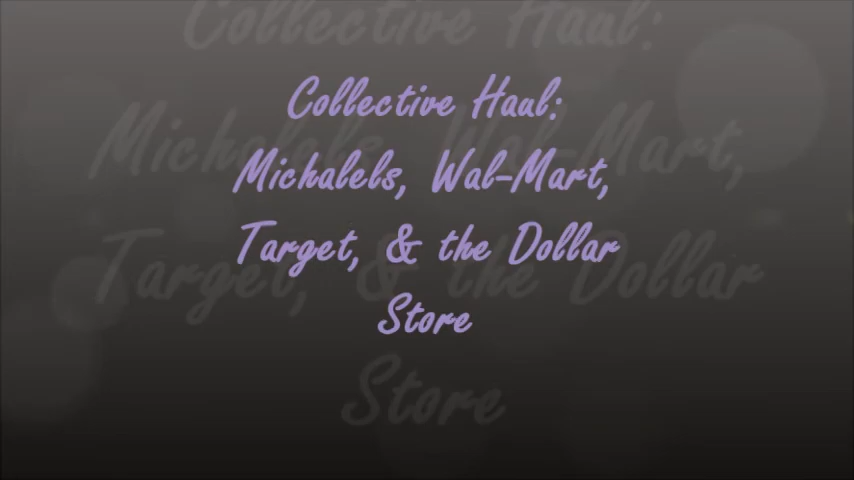 Collective Haul:
Michalels, Wal-Mart,
Target, & the Dollar
Store